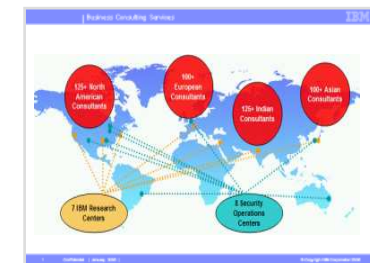 Business Consulting Services
IBM
125+ North
American
Consultants
100+
European
Consultants
125+ Indian
Consultants
100+ Asian
Consultants
7 IBM Research
Centers
8 Security
Operations
Centers